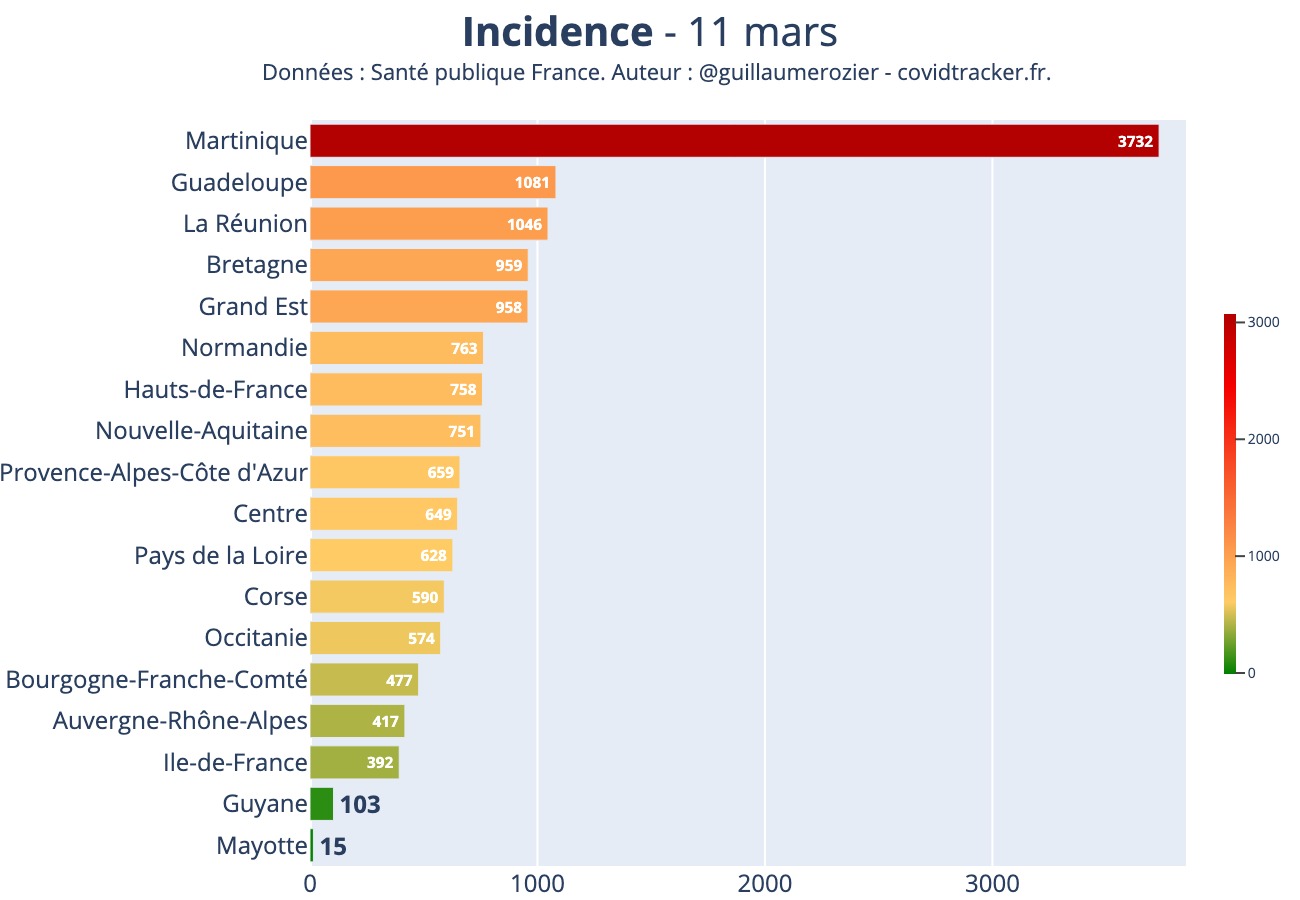 Incidence - 11 mars
Données : Santé publique France. Auteur : @guillaumerozier - covidtracker.fr.
Martinique 3732
Guadeloupe 1081
La Réunion 1046
Bretagne 959
Grand Est 958
Normandie 763
Hauts-de-France 758
Nouvelle-Aquitaine 751
Provence-Alpes-Côte d'Azur 659
Centre 649
Pays de la Loire 628
Corse 590
Occitanie 574
Bourgogne-Franche-Comté 477
Auvergne-Rhône-Alpes 417
Ile-de-France 392
Guyane 103
Mayotte 15
0 1000 2000 3000
3000
2000
1000
0